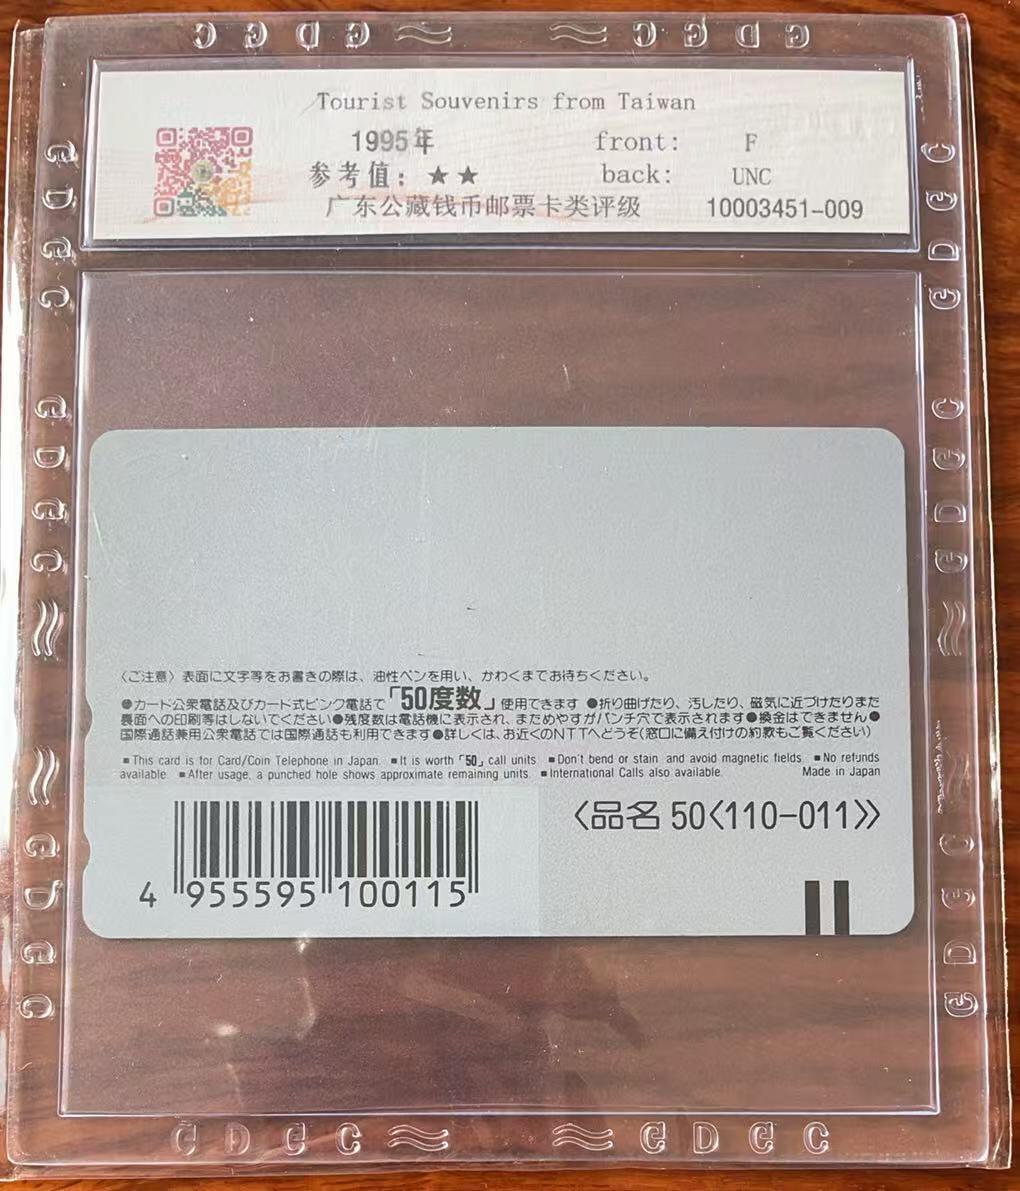 G D G C G D G C
Tourist Souvenirs from Taiwan
1995年 front: F
参考值：★★ back: UNC
广东公藏钱币邮票卡类评级 10003451-009
〈ご注意〉表面に文字等をお書きの際は、油性ペンを用い、かわくまでお待ちください。
●カード公衆電話及びカード式ピンク電話で「50度数」使用できます ●折り曲げたり、汚したり、磁気に近づけたりまた
裏面への印刷等はしないでください●残度数は電話機に表示され、まためやすがパンチ穴で表示されます●換金はできません●
国際通話兼用公衆電話では国際通話も利用できます●詳しくは、お近くのNTTへどうぞ(窓口に備え付けの約款もご覧ください)
■This card is for Card/Coin Telephone in Japan. ■It is worth「50」call units ■Don't bend or stain and avoid magnetic fields. ■No refunds
available. ■After usage, a punched hole shows approximate remaining units. ■International Calls also available. Made in Japan
〈品名 50〈110-011〉〉
4 955595 100115
G D G C G D G C